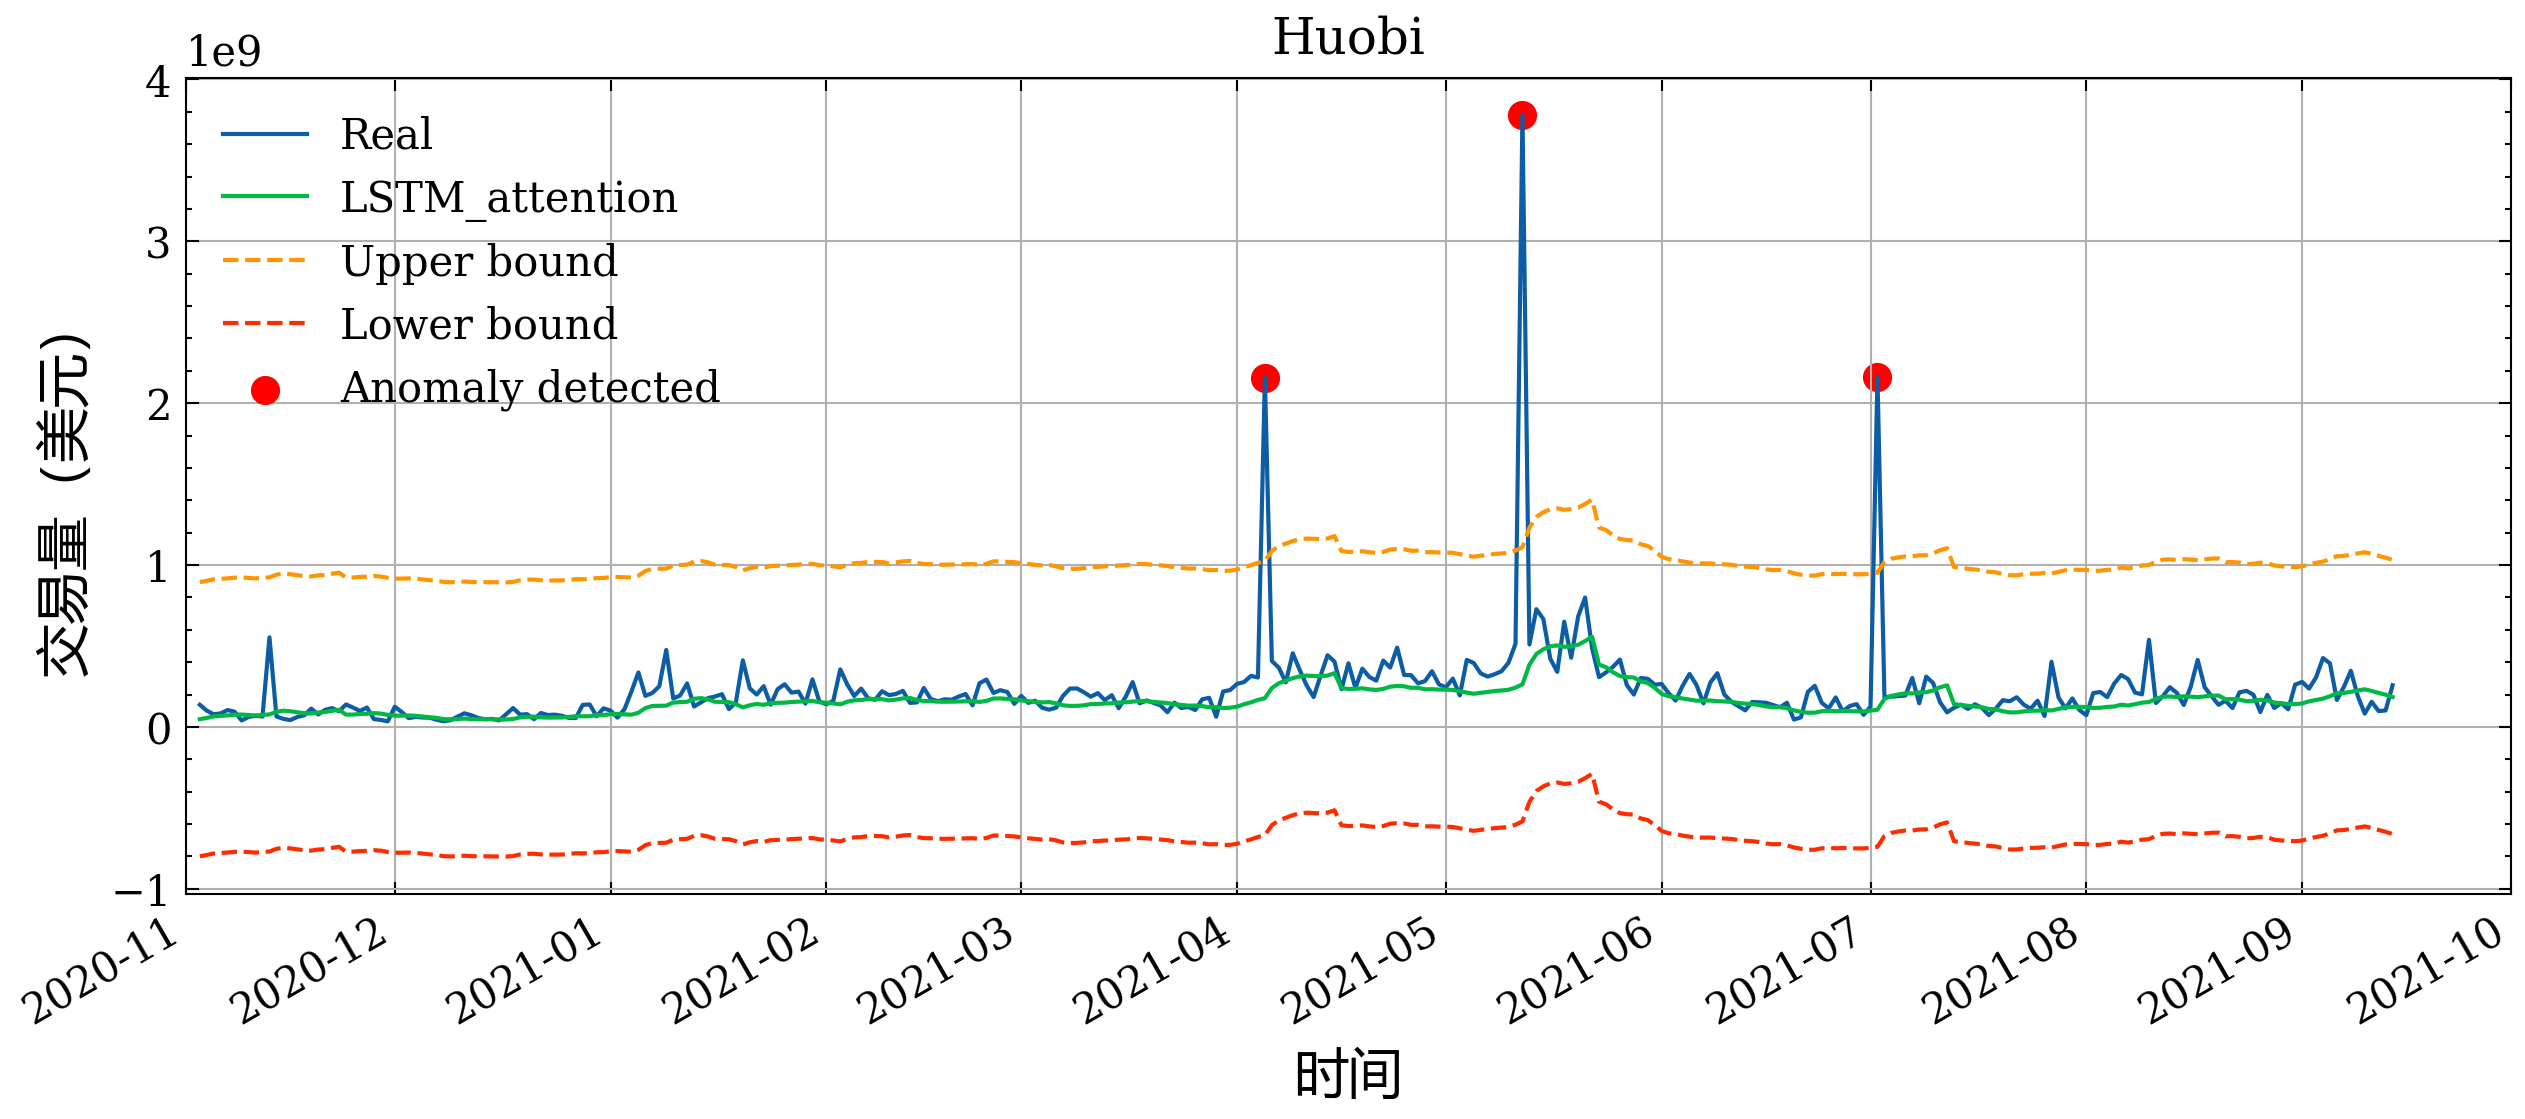 Huobi
1e9
4
3
2
1
0
−1
交易量（美元）
Real
LSTM_attention
Upper bound
Lower bound
Anomaly detected
2020-11
2020-12
2021-01
2021-02
2021-03
2021-04
2021-05
2021-06
2021-07
2021-08
2021-09
2021-10
时间